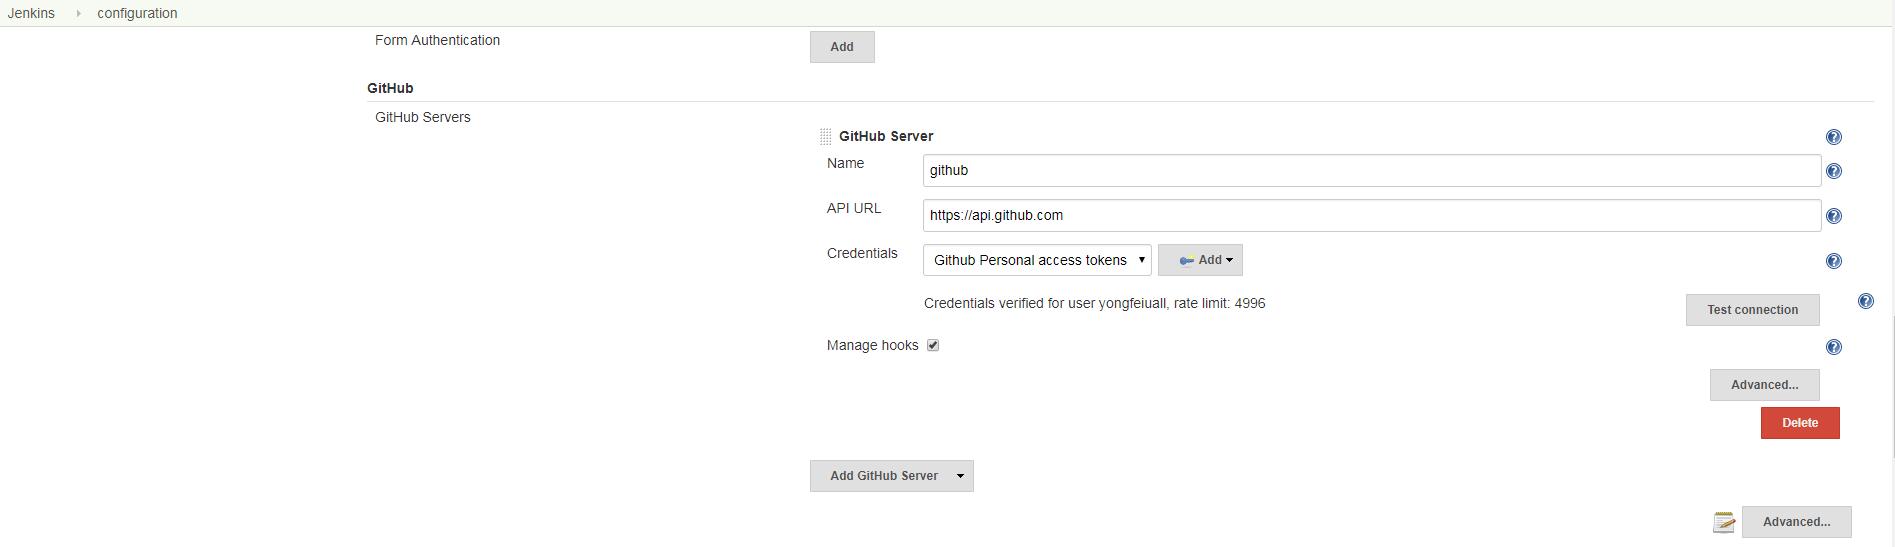 Jenkins configuration
Form Authentication Add
GitHub
GitHub Servers
GitHub Server
Name github
API URL https://api.github.com
Credentials Github Personal access tokens Add
Credentials verified for user yongfeiuall, rate limit: 4996
Test connection
Manage hooks
Advanced...
Delete
Add GitHub Server
Advanced...